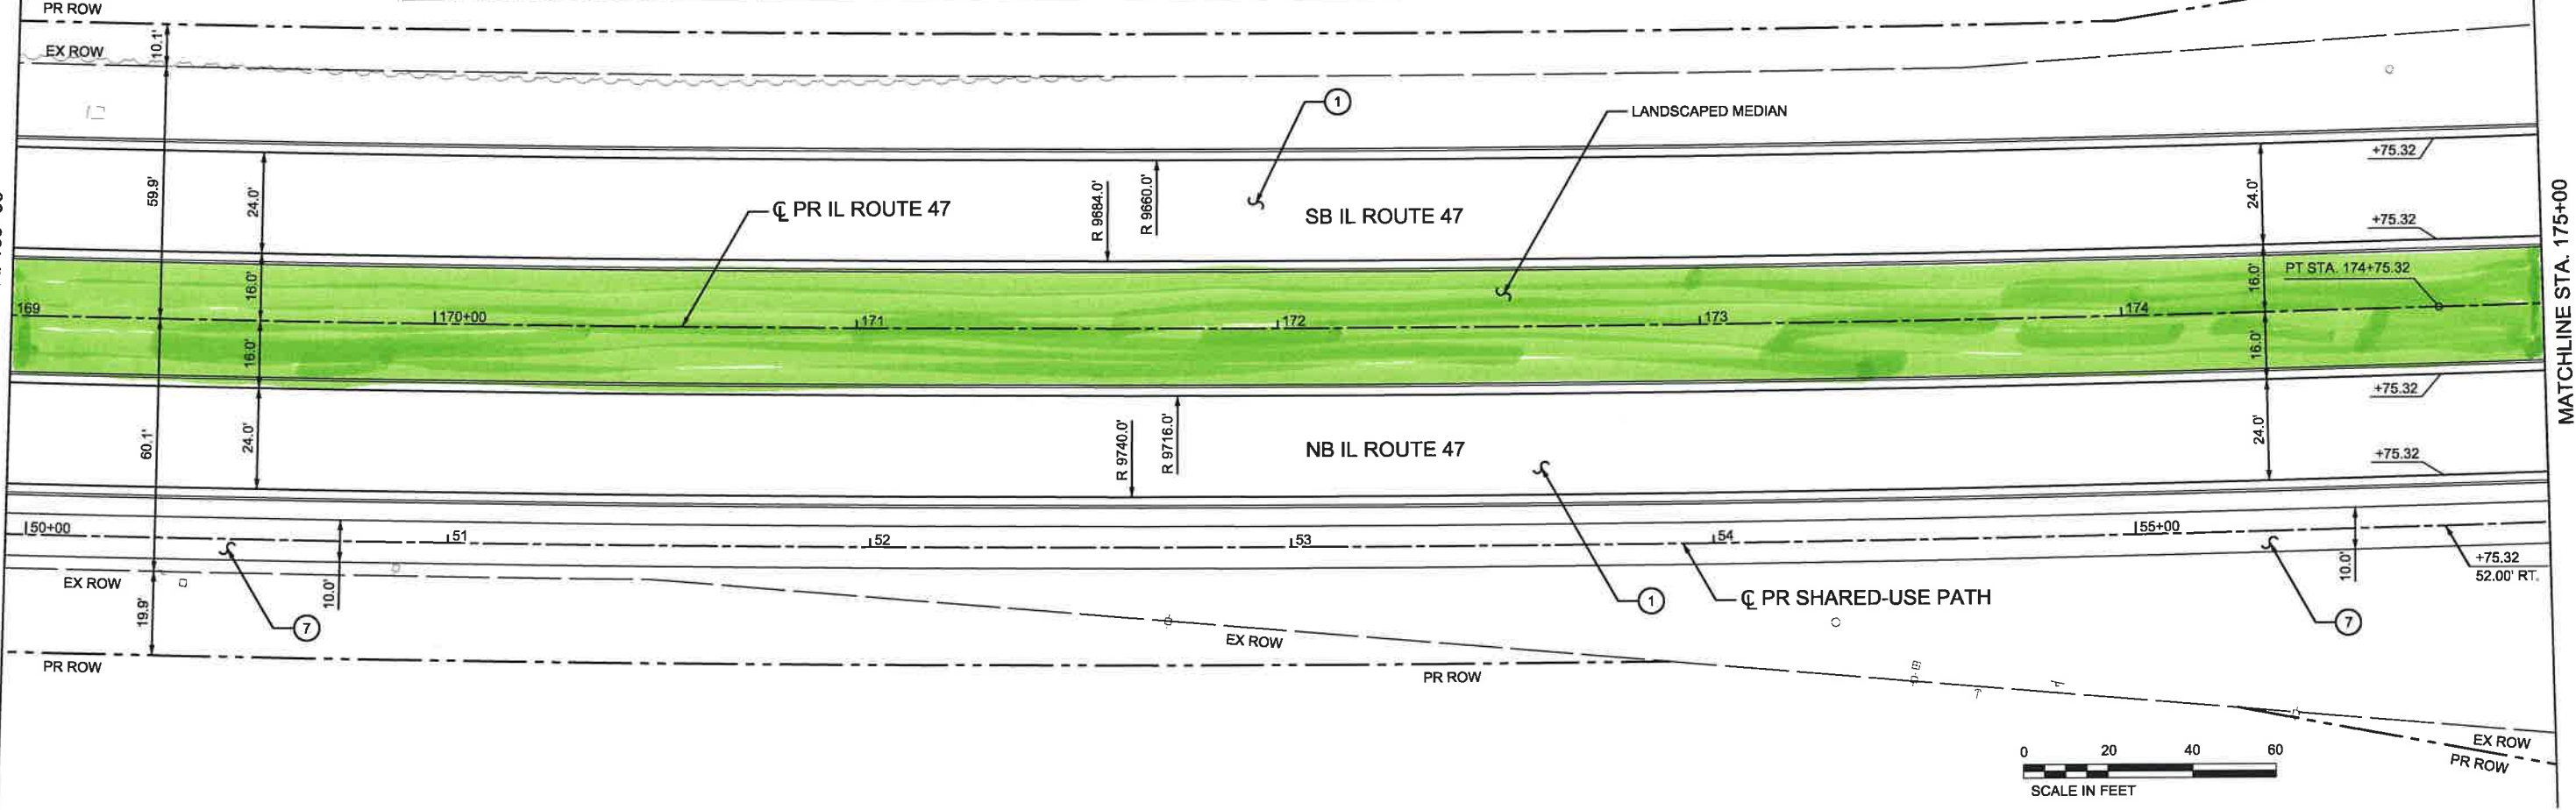 PR ROW
EX ROW
10.1'
59.9'
24.0'
16.0'
16.0'
24.0'
60.1'
19.9'
10.0'
℄ PR IL ROUTE 47
R 9684.0'
R 9660.0'
1
SB IL ROUTE 47
LANDSCAPED MEDIAN
+75.32
+75.32
24.0'
16.0'
16.0'
24.0'
PT STA. 174+75.32
MATCHLINE STA. 175+00
169
170+00
171
172
173
174
+75.32
+75.32
R 9740.0'
R 9716.0'
NB IL ROUTE 47
50+00
51
52
53
54
55+00
10.0'
+75.32
52.00' RT.
EX ROW
7
1
℄ PR SHARED-USE PATH
7
EX ROW
PR ROW
PR ROW
EX ROW
PR ROW
0 20 40 60
SCALE IN FEET